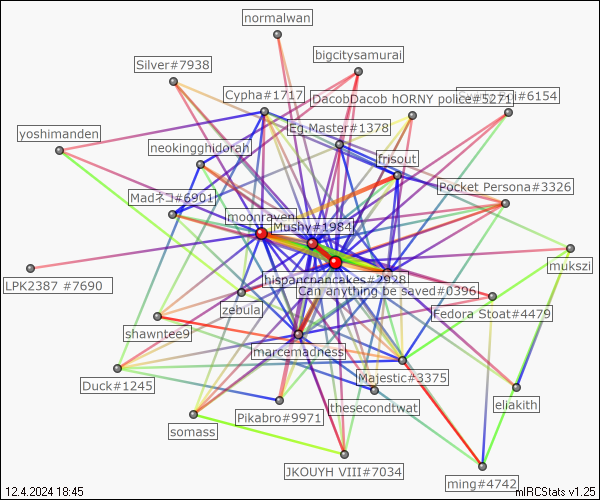 normalwan
bigcitysamurai
Silver#7938
Cypha#1717
DacobDacob hORNY police#5271
#6154
Eg.Master#1378
yoshimanden
neokingghidorah
frisout
Madネコ#6901
Pocket Persona#3326
moonraven
Mushy#1984
mukszi
LPK2387 #7690
hispanchancakes#2928
Can anything be saved#0396
zebula
Fedora Stoat#4479
shawntee9
marcemadness
Majestic#3375
Duck#1245
eliakith
Pikabro#9971
thesecondtwat
somass
JKOUYH VIII#7034
ming#4742
12.4.2024 18:45
mIRCStats v1.25